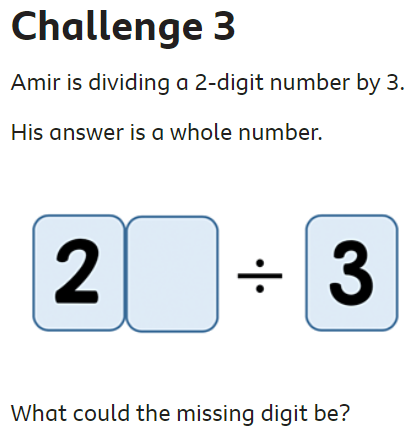 Challenge 3
Amir is dividing a 2-digit number by 3.
His answer is a whole number.
2 ÷ 3
What could the missing digit be?